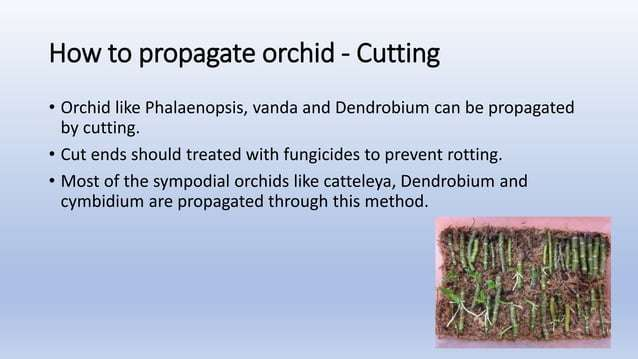 How to propagate orchid - Cutting
• Orchid like Phalaenopsis, vanda and Dendrobium can be propagated
by cutting.
• Cut ends should treated with fungicides to prevent rotting.
• Most of the sympodial orchids like catteleya, Dendrobium and
cymbidium are propagated through this method.